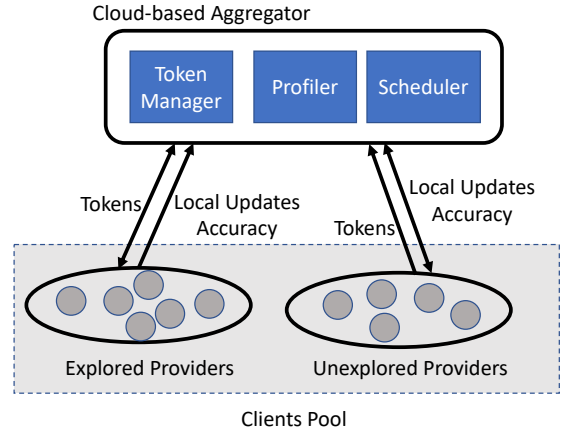 Cloud-based Aggregator
Token
Manager
Profiler
Scheduler
Tokens
Local Updates
Accuracy
Tokens
Local Updates
Accuracy
Explored Providers
Unexplored Providers
Clients Pool